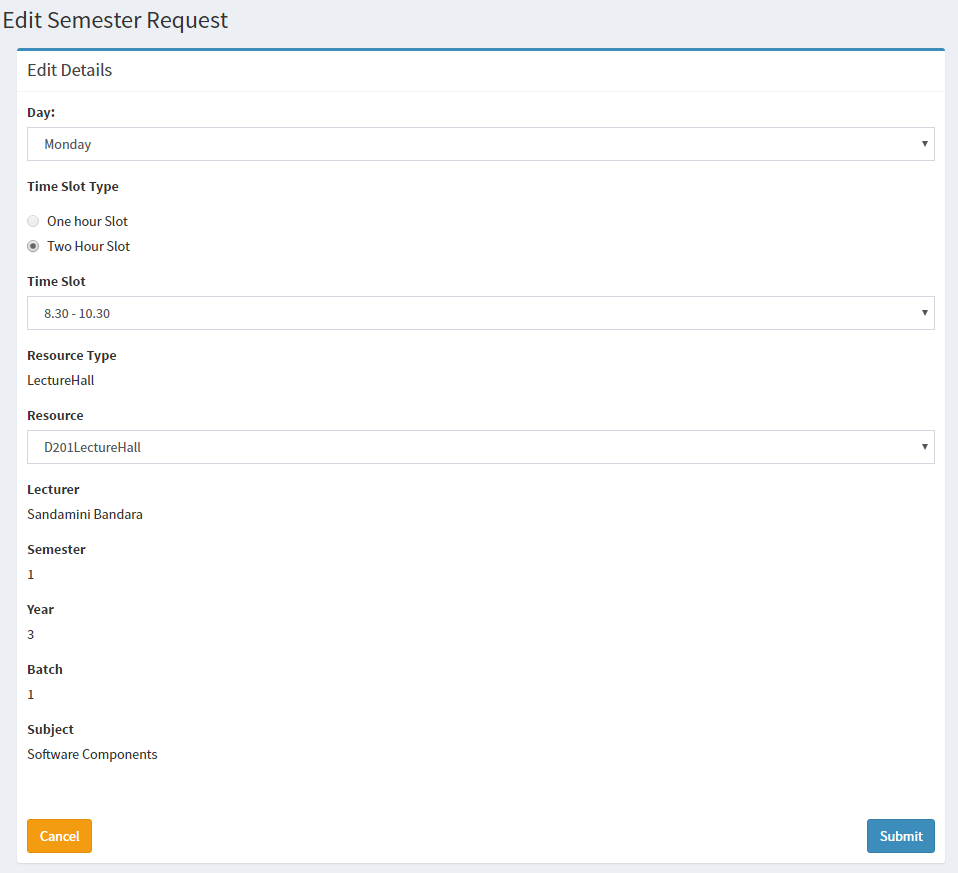 Edit Semester Request
Edit Details
Day:
Monday
Time Slot Type
One hour Slot
Two Hour Slot
Time Slot
8.30 - 10.30
Resource Type
LectureHall
Resource
D201LectureHall
Lecturer
Sandamini Bandara
Semester
1
Year
3
Batch
1
Subject
Software Components
Cancel
Submit